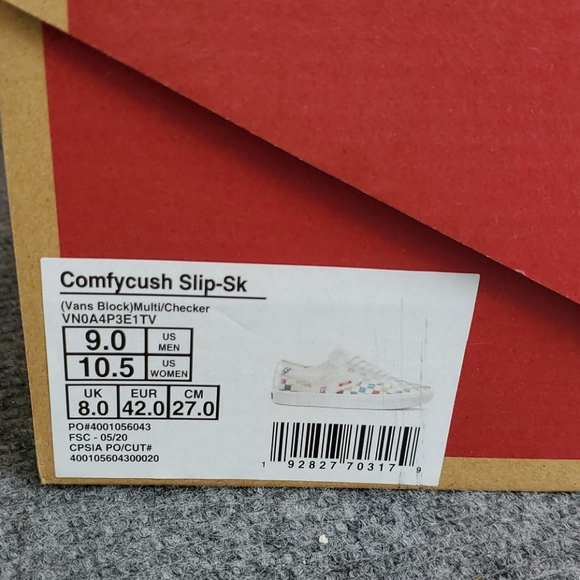 Comfycush Slip-Sk
(Vans Block)Multi/Checker
VN0A4P3E1TV
9.0 US MEN
10.5 US WOMEN
UK 8.0 EUR 42.0 CM 27.0
PO#4001056043
FSC - 05/20
CPSIA PO/CUT#
400105604300020
1 92827 70317 9